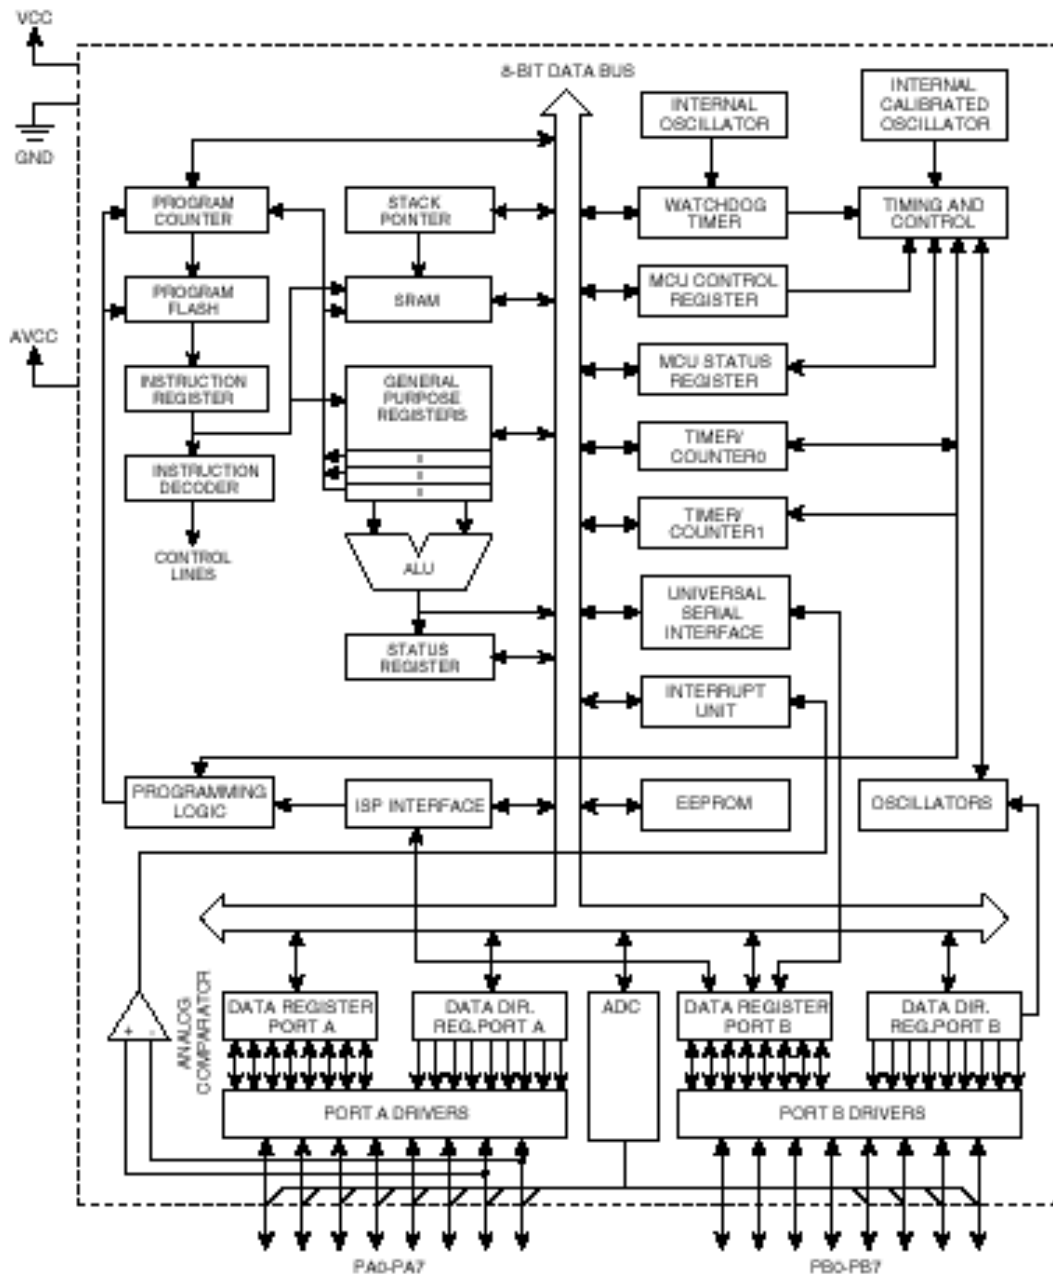 VCC
8-BIT DATA BUS
INTERNAL
OSCILLATOR
INTERNAL
CALIBRATED
OSCILLATOR
GND
PROGRAM
COUNTER
STACK
POINTER
WATCHDOG
TIMER
TIMING AND
CONTROL
PROGRAM
FLASH
SRAM
MCU CONTROL
REGISTER
AVCC
INSTRUCTION
REGISTER
GENERAL
PURPOSE
REGISTERS
MCU STATUS
REGISTER
TIMER/
COUNTER0
INSTRUCTION
DECODER
TIMER/
COUNTER1
CONTROL
LINES
ALU
UNIVERSAL
SERIAL
INTERFACE
STATUS
REGISTER
INTERRUPT
UNIT
PROGRAMMING
LOGIC
ISP INTERFACE
EEPROM
OSCILLATORS
ANALOG
COMPARATOR
+ -
DATA REGISTER
PORT A
DATA DIR.
REG.PORT A
ADC
DATA REGISTER
PORT B
DATA DIR.
REG.PORT B
PORT A DRIVERS
PORT B DRIVERS
PA0-PA7
PB0-PB7